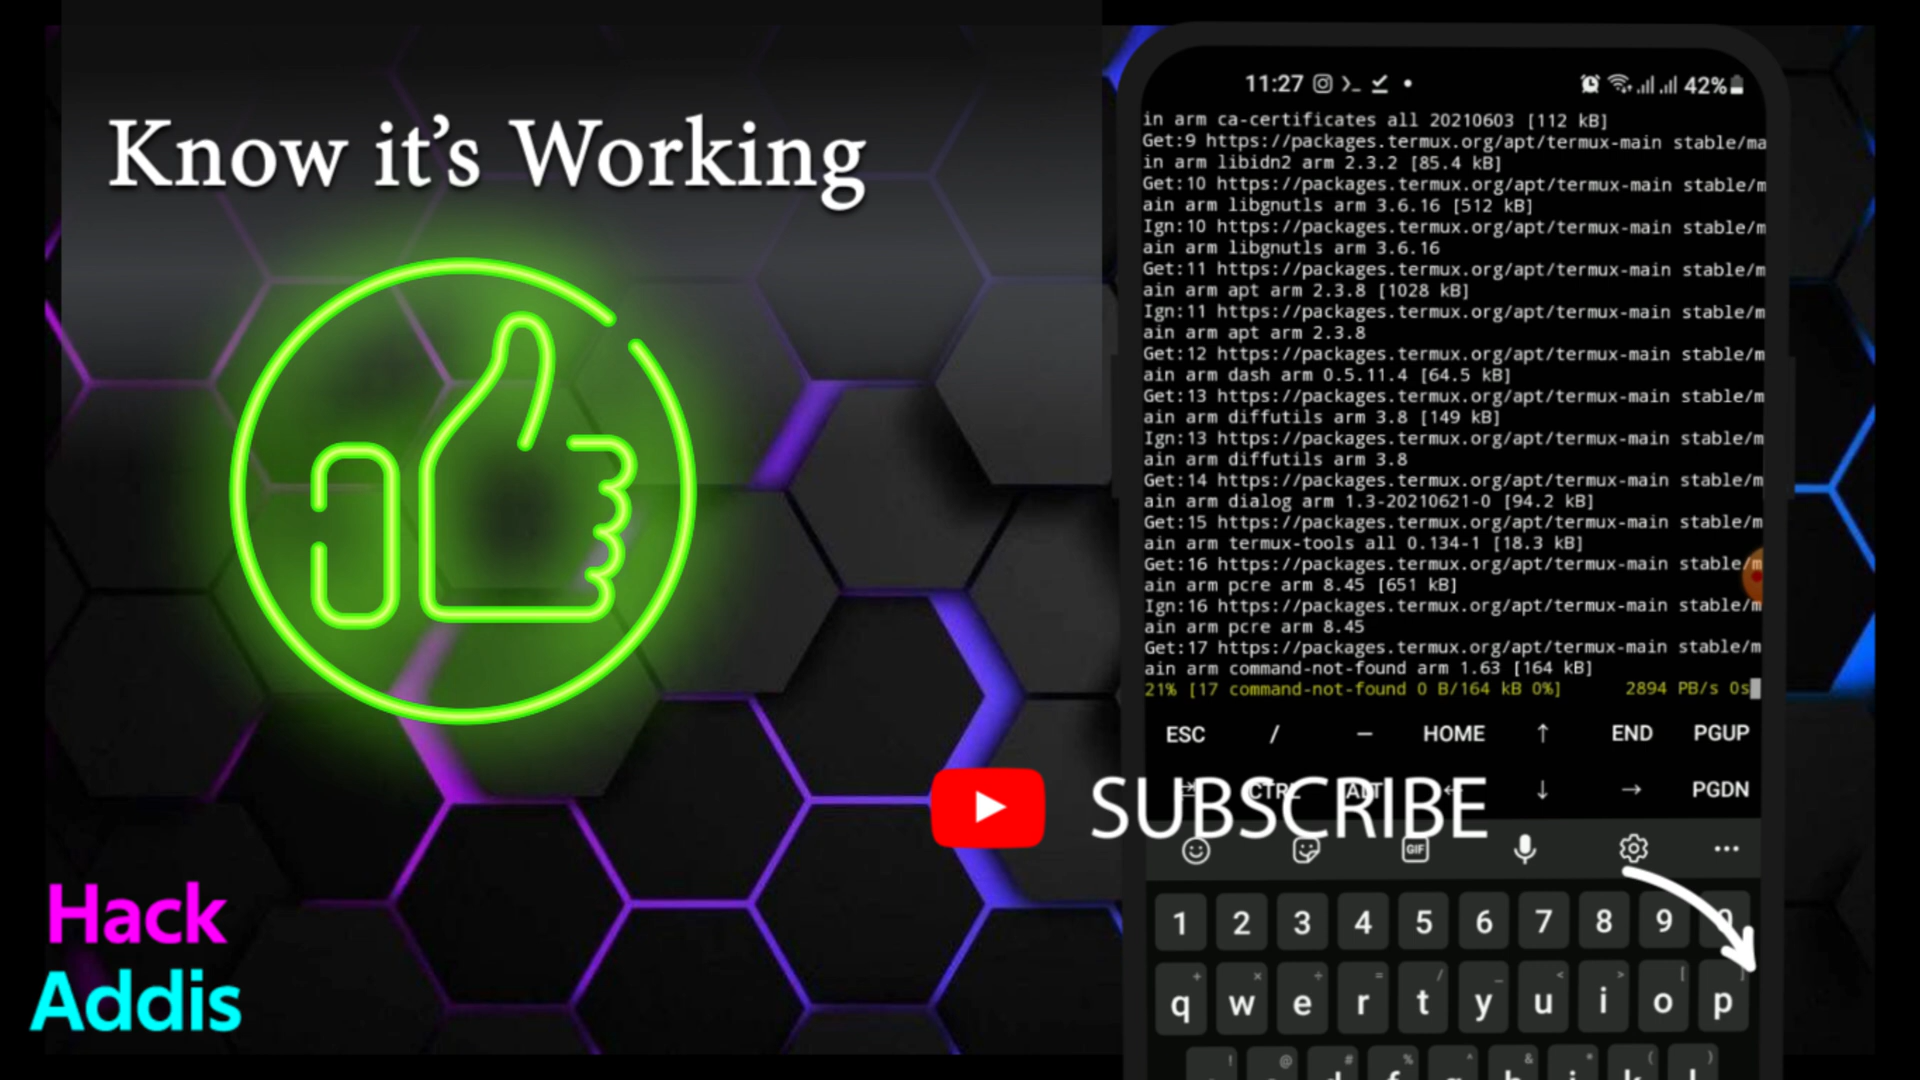 Know it's Working
11:27
42%
in arm ca-certificates all 20210603 [112 kB]
Get:9 https://packages.termux.org/apt/termux-main stable/ma
in arm libidn2 arm 2.3.2 [85.4 kB]
Get:10 https://packages.termux.org/apt/termux-main stable/m
ain arm libgnutls arm 3.6.16 [512 kB]
Ign:10 https://packages.termux.org/apt/termux-main stable/m
ain arm libgnutls arm 3.6.16
Get:11 https://packages.termux.org/apt/termux-main stable/m
ain arm apt arm 2.3.8 [1028 kB]
Ign:11 https://packages.termux.org/apt/termux-main stable/m
ain arm apt arm 2.3.8
Get:12 https://packages.termux.org/apt/termux-main stable/m
ain arm dash arm 0.5.11.4 [64.5 kB]
Get:13 https://packages.termux.org/apt/termux-main stable/m
ain arm diffutils arm 3.8 [149 kB]
Ign:13 https://packages.termux.org/apt/termux-main stable/m
ain arm diffutils arm 3.8
Get:14 https://packages.termux.org/apt/termux-main stable/m
ain arm dialog arm 1.3-20210621-0 [94.2 kB]
Get:15 https://packages.termux.org/apt/termux-main stable/m
ain arm termux-tools all 0.134-1 [18.3 kB]
Get:16 https://packages.termux.org/apt/termux-main stable/m
ain arm pcre arm 8.45 [651 kB]
Ign:16 https://packages.termux.org/apt/termux-main stable/m
ain arm pcre arm 8.45
Get:17 https://packages.termux.org/apt/termux-main stable/m
ain arm command-not-found arm 1.63 [164 kB]
21% [17 command-not-found 0 B/164 kB 0%] 2894 PB/s 0s
ESC / — HOME ↑ END PGUP
CTRL ALT ← ↓ → PGDN
SUBSCRIBE
GIF
1 2 3 4 5 6 7 8 9 0
q w e r t y u i o p
Hack
Addis